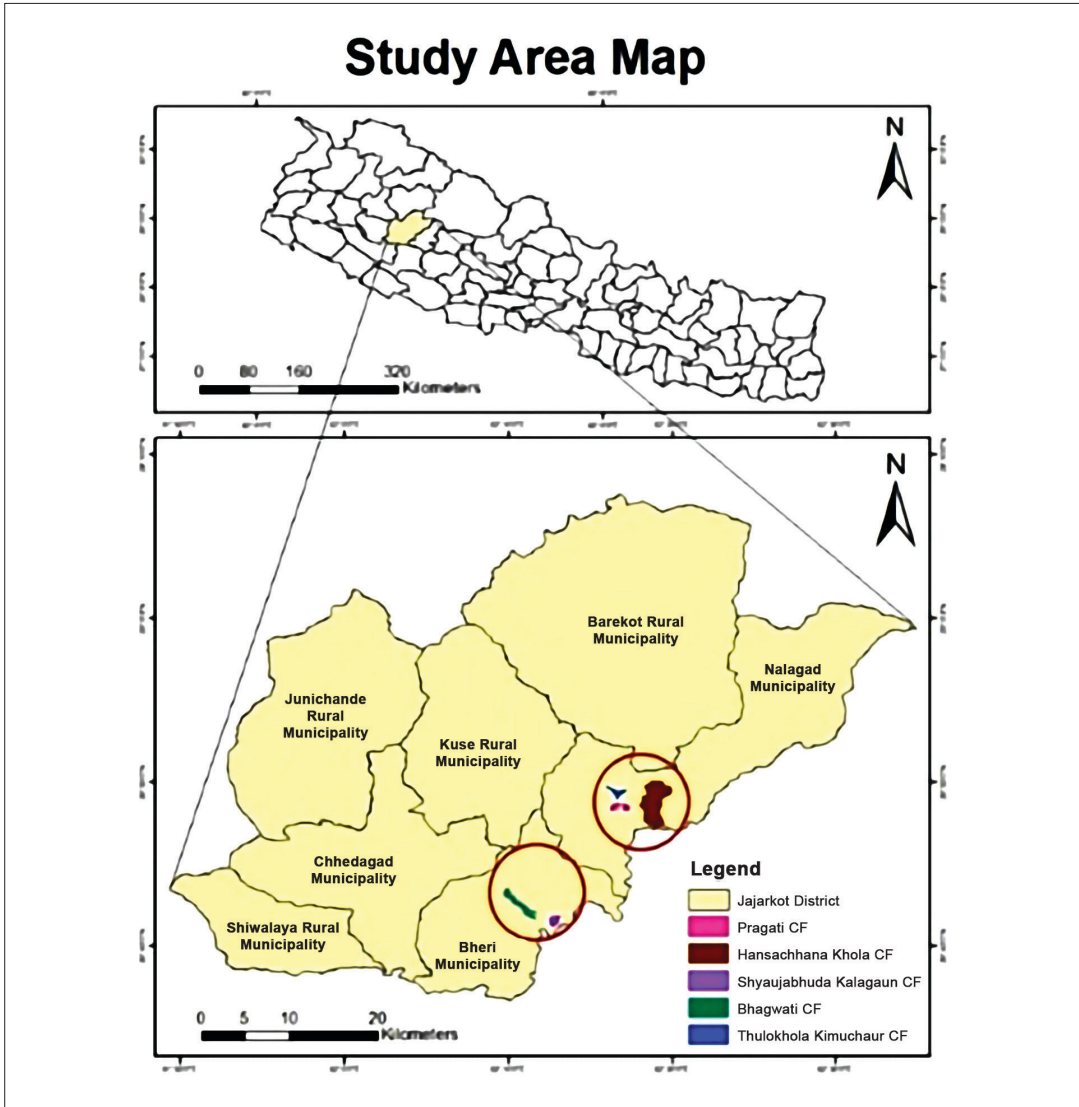 Study Area Map
N
0 80 160 320
Kilometers
N
Barekot Rural
Municipality
Nalagad
Municipality
Junichande
Rural
Municipality
Kuse Rural
Municipality
Chhedagad
Municipality
Shiwalaya Rural
Municipality
Bheri
Municipality
0 5 10 20
Kilometers
Legend
Jajarkot District
Pragati CF
Hansachhana Khola CF
Shyaujabhuda Kalagaun CF
Bhagwati CF
Thulokhola Kimuchaur CF